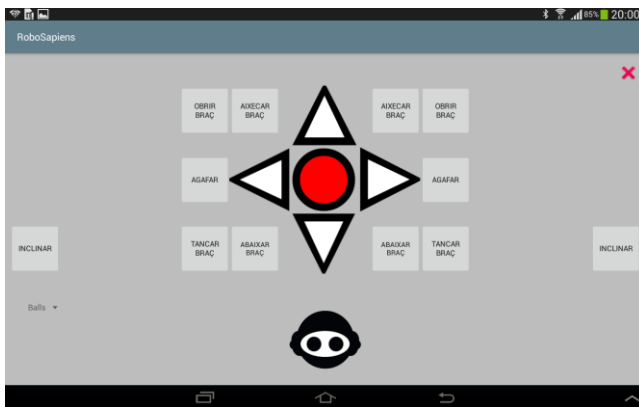 85% 20:00
RoboSapiens
OBRIR BRAÇ
AIXECAR BRAÇ
AIXECAR BRAÇ
OBRIR BRAÇ
AGAFAR
AGAFAR
INCLINAR
TANCAR BRAÇ
ABAIXAR BRAÇ
ABAIXAR BRAÇ
TANCAR BRAÇ
INCLINAR
Balls